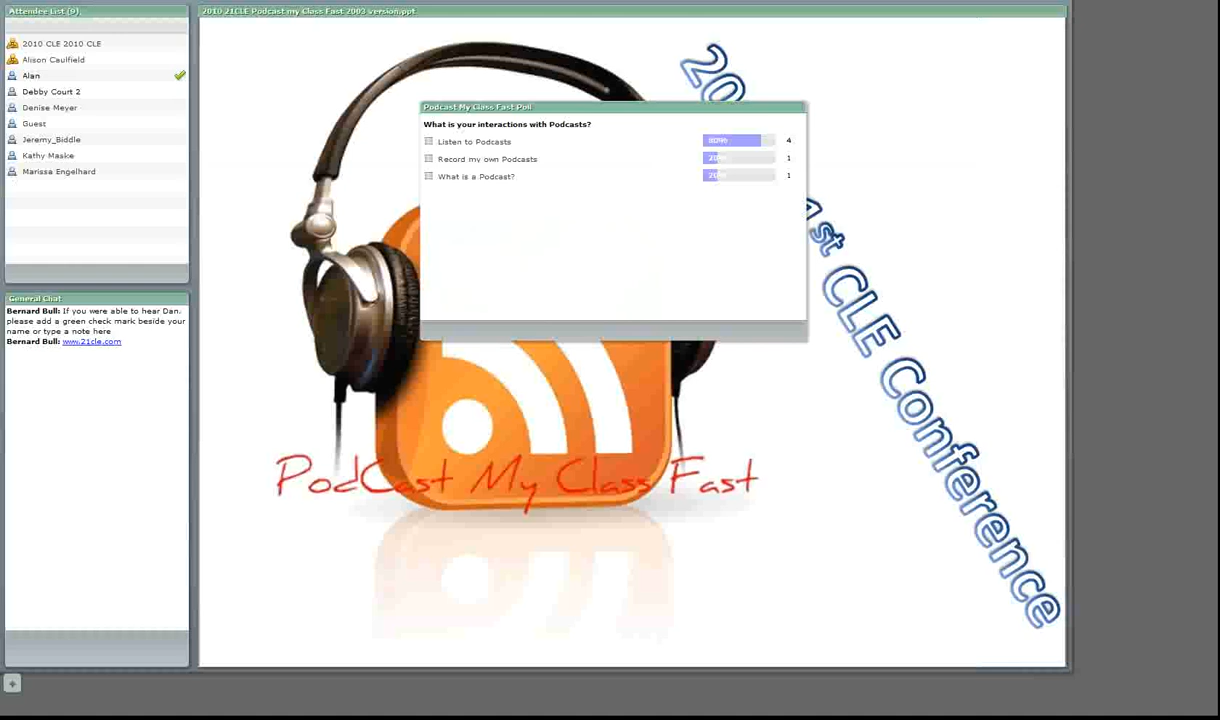 Attendee List (9)
2010 CLE 2010 CLE
Alison Caulfield
Alan
Debby Court 2
Denise Meyer
Guest
Jeremy_Biddle
Kathy Maske
Marissa Engelhard
General Chat
Bernard Bull: If you were able to hear Dan,
please add a green check mark beside your
name or type a note here
Bernard Bull: www.21cle.com
2010 21CLE Podcast my Class Fast 2003 version.ppt
Podcast My Class Fast Poll
What is your interactions with Podcasts?
Listen to Podcasts 80% 4
Record my own Podcasts 20% 1
What is a Podcast? 20% 1
PodCast My Class Fast
20
1st CLE Conference